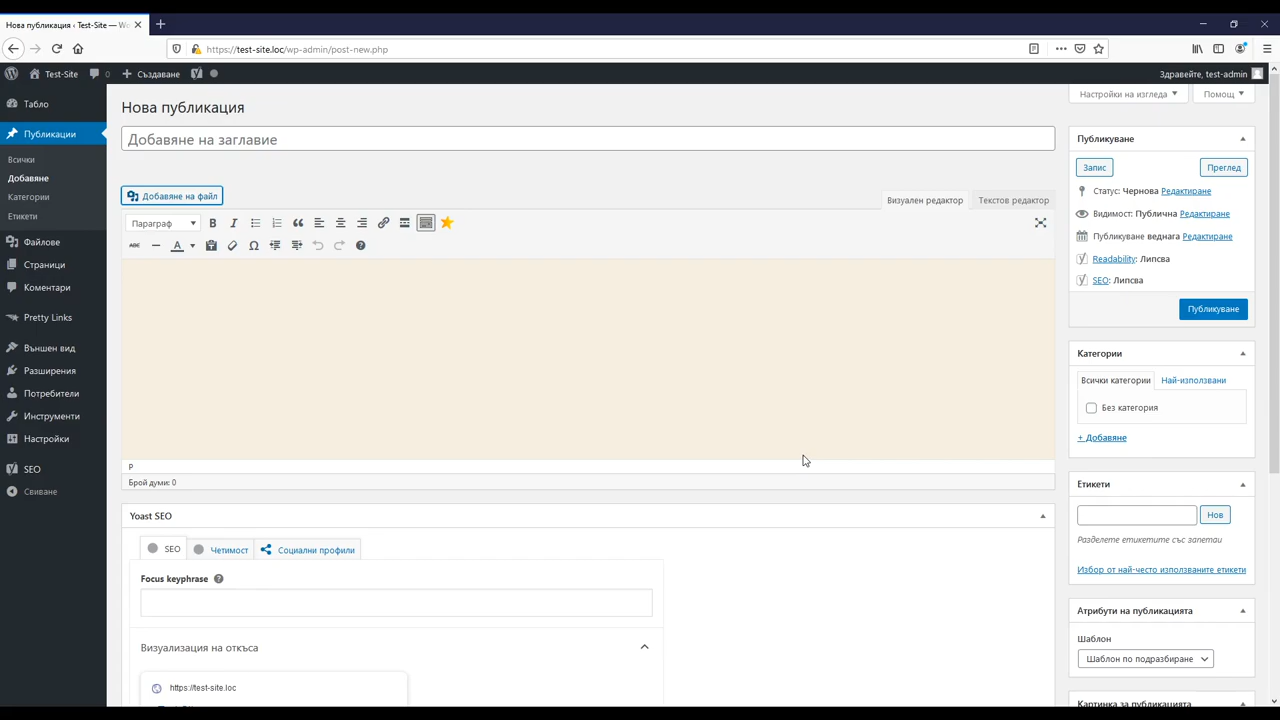 Нова публикация ‹ Test-Site — Wo
https://test-site.loc/wp-admin/post-new.php
Test-Site
0
Създаване
Здравейте, test-admin
Табло
Публикации
Всички
Добавяне
Категории
Етикети
Файлове
Страници
Коментари
Pretty Links
Външен вид
Разширения
Потребители
Инструменти
Настройки
SEO
Свиване
Настройки на изгледа
Помощ
Нова публикация
Добавяне на заглавие
Добавяне на файл
Визуален редактор
Текстов редактор
Параграф
B
I
ABC
A
Ω
P
Брой думи: 0
Yoast SEO
SEO
Четимост
Социални профили
Focus keyphrase
Визуализация на откъса
https://test-site.loc
Публикуване
Запис
Преглед
Статус: Чернова Редактиране
Видимост: Публична Редактиране
Публикуване веднага Редактиране
Readability: Липсва
SEO: Липсва
Публикуване
Категории
Всички категории
Най-използвани
Без категория
+ Добавяне
Етикети
Нов
Разделете етикетите със запетаи
Избор от най-често използваните етикети
Атрибути на публикацията
Шаблон
Шаблон по подразбиране
Картинка за публикацията